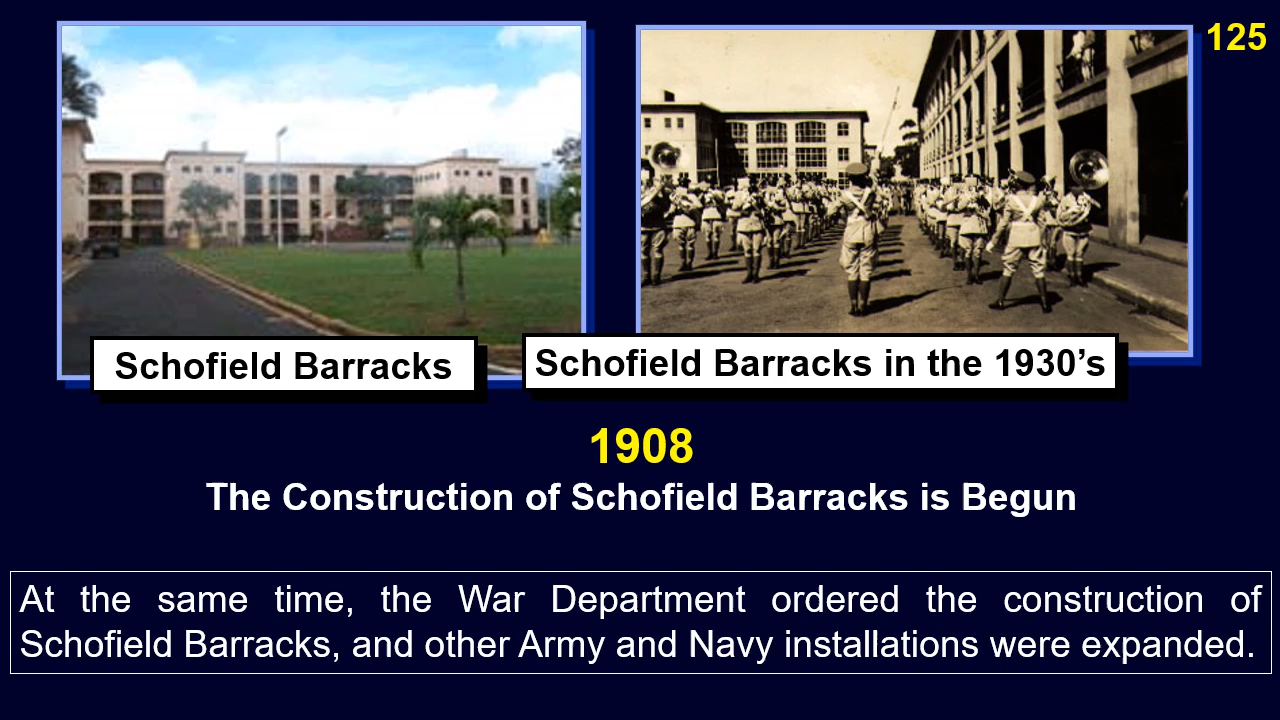 125
Schofield Barracks
Schofield Barracks in the 1930’s
1908
The Construction of Schofield Barracks is Begun
At the same time, the War Department ordered the construction of
Schofield Barracks, and other Army and Navy installations were expanded.